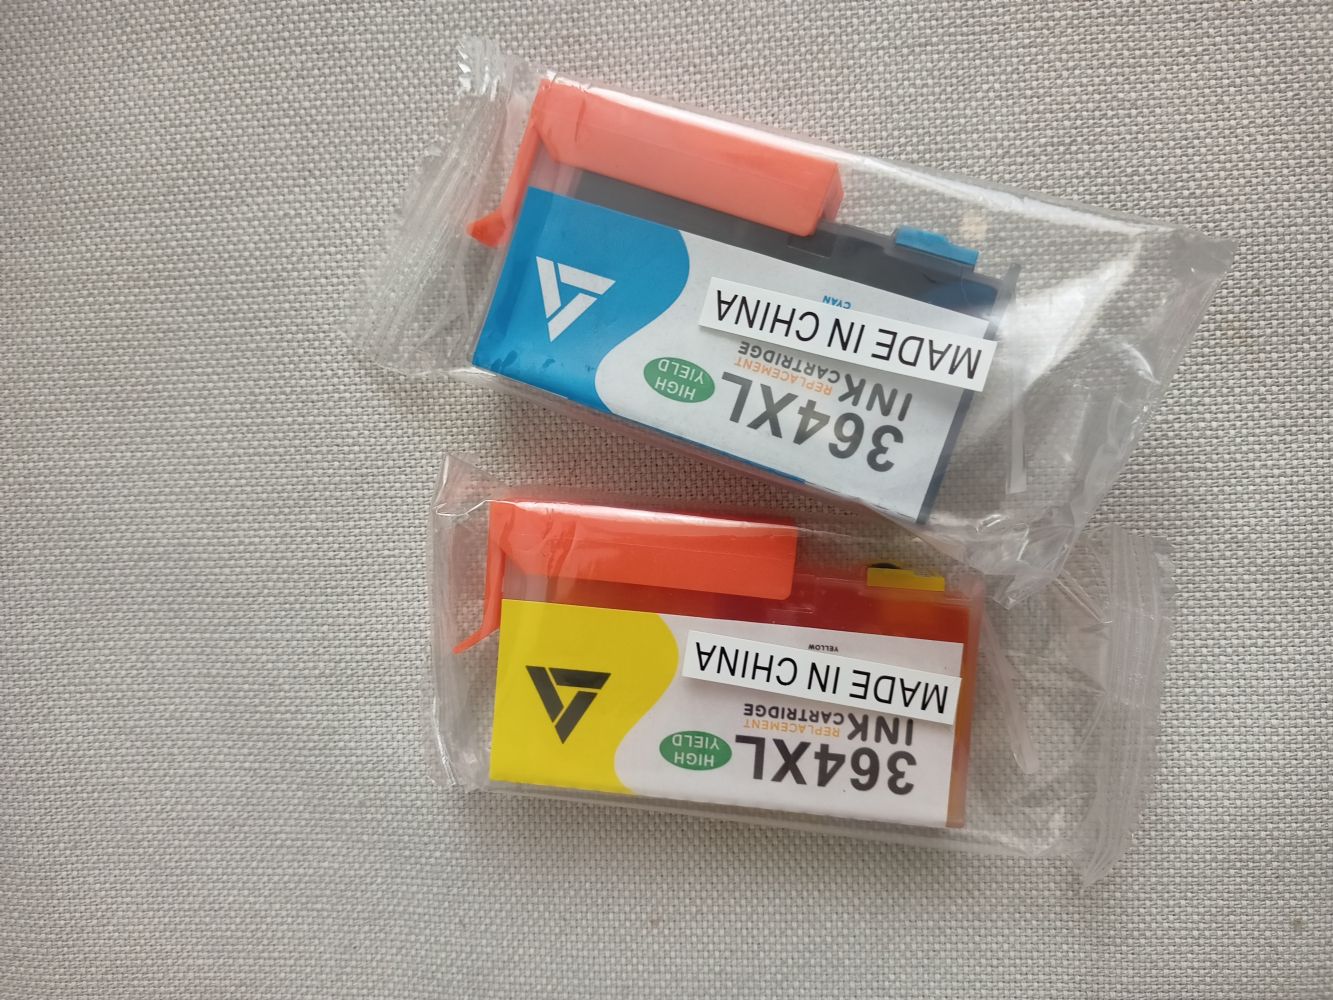 364XL
HIGH
YIELD
REPLACEMENT
INK CARTRIDGE
MADE IN CHINA
CYAN
364XL
HIGH
YIELD
REPLACEMENT
INK CARTRIDGE
MADE IN CHINA
YELLOW